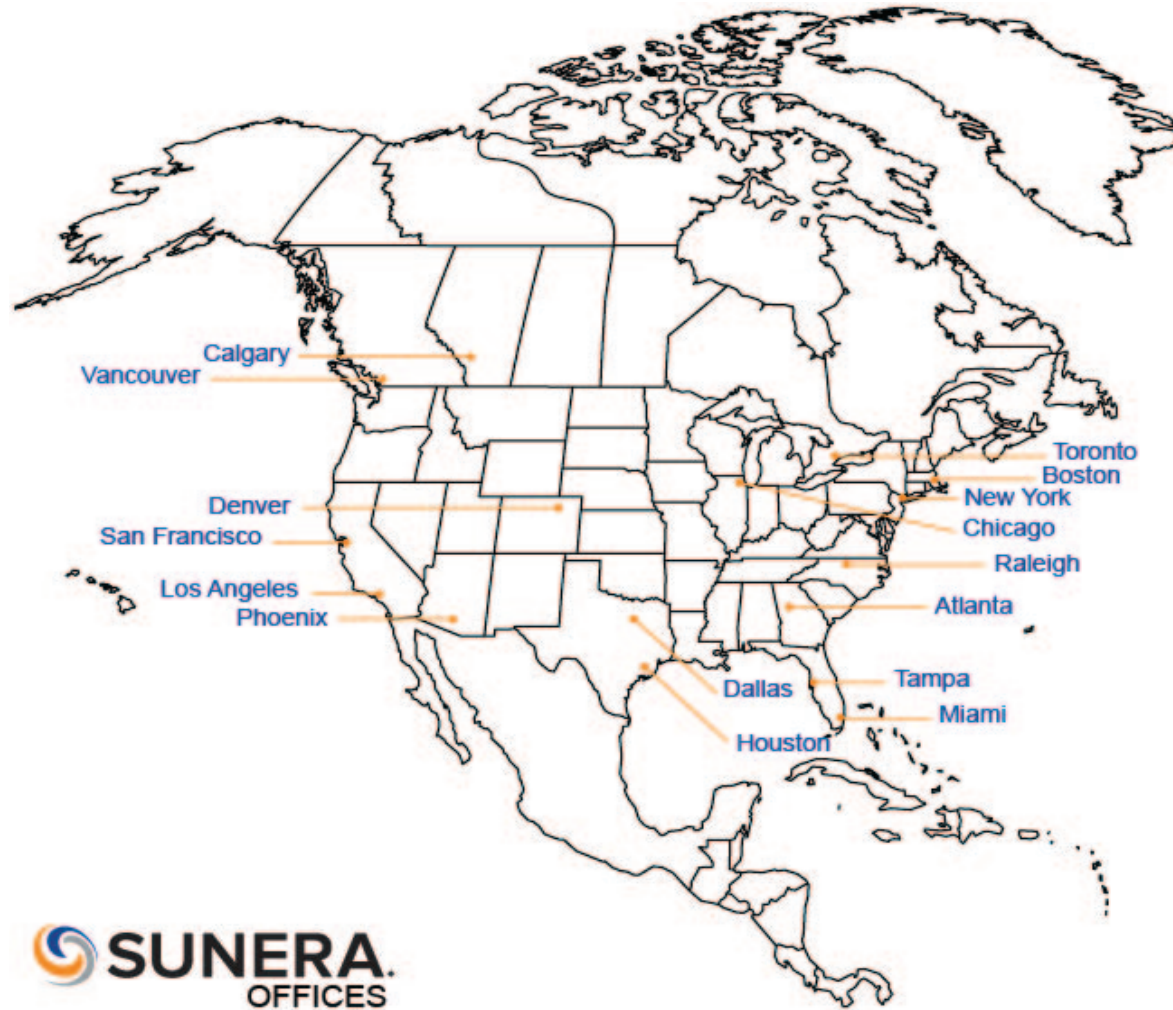 Calgary
Vancouver
Toronto
Boston
New York
Denver
Chicago
San Francisco
Raleigh
Los Angeles
Atlanta
Phoenix
Tampa
Dallas
Miami
Houston
SUNERA.
OFFICES